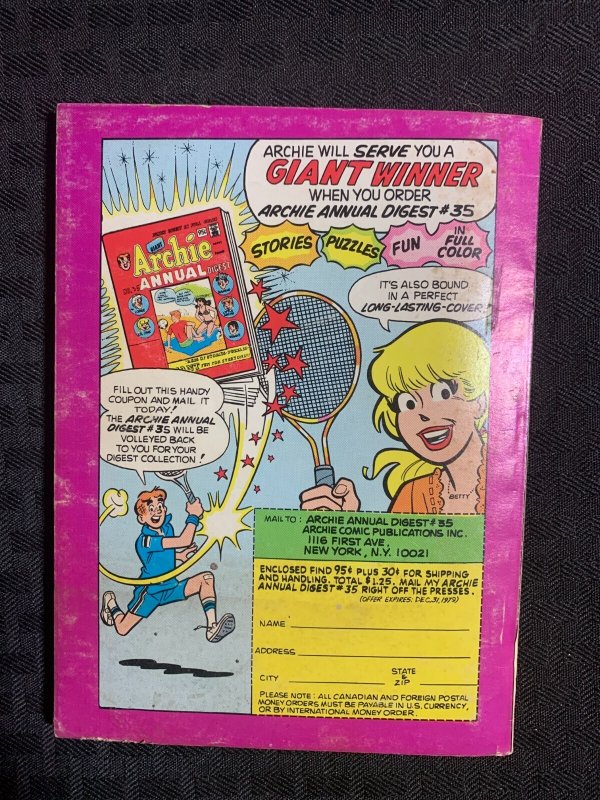 ARCHIE WILL SERVE YOU A
GIANT WINNER
WHEN YOU ORDER
ARCHIE ANNUAL DIGEST #35
STORIES
PUZZLES
FUN
IN
FULL
COLOR
GIANT
95¢
Archie
ANNUAL DIGEST
NO. 35
IT'S ALSO BOUND
IN A PERFECT
LONG-LASTING-COVER!
FILL OUT THIS HANDY
COUPON AND MAIL IT
TODAY!
THE ARCHIE ANNUAL
DIGEST #35 WILL BE
VOLLEYED BACK
TO YOU FOR YOUR
DIGEST COLLECTION!
BETTY
MAIL TO: ARCHIE ANNUAL DIGEST #35
ARCHIE COMIC PUBLICATIONS INC.
1116 FIRST AVE.
NEW YORK, N.Y. 10021
ENCLOSED FIND 95¢ PLUS 30¢ FOR SHIPPING
AND HANDLING. TOTAL $1.25. MAIL MY ARCHIE
ANNUAL DIGEST #35 RIGHT OFF THE PRESSES.
(OFFER EXPIRES: DEC. 31, 1979)
NAME
ADDRESS
CITY
STATE
&
ZIP
PLEASE NOTE: ALL CANADIAN AND FOREIGN POSTAL
MONEY ORDERS MUST BE PAYABLE IN U.S. CURRENCY,
OR BY INTERNATIONAL MONEY ORDER.